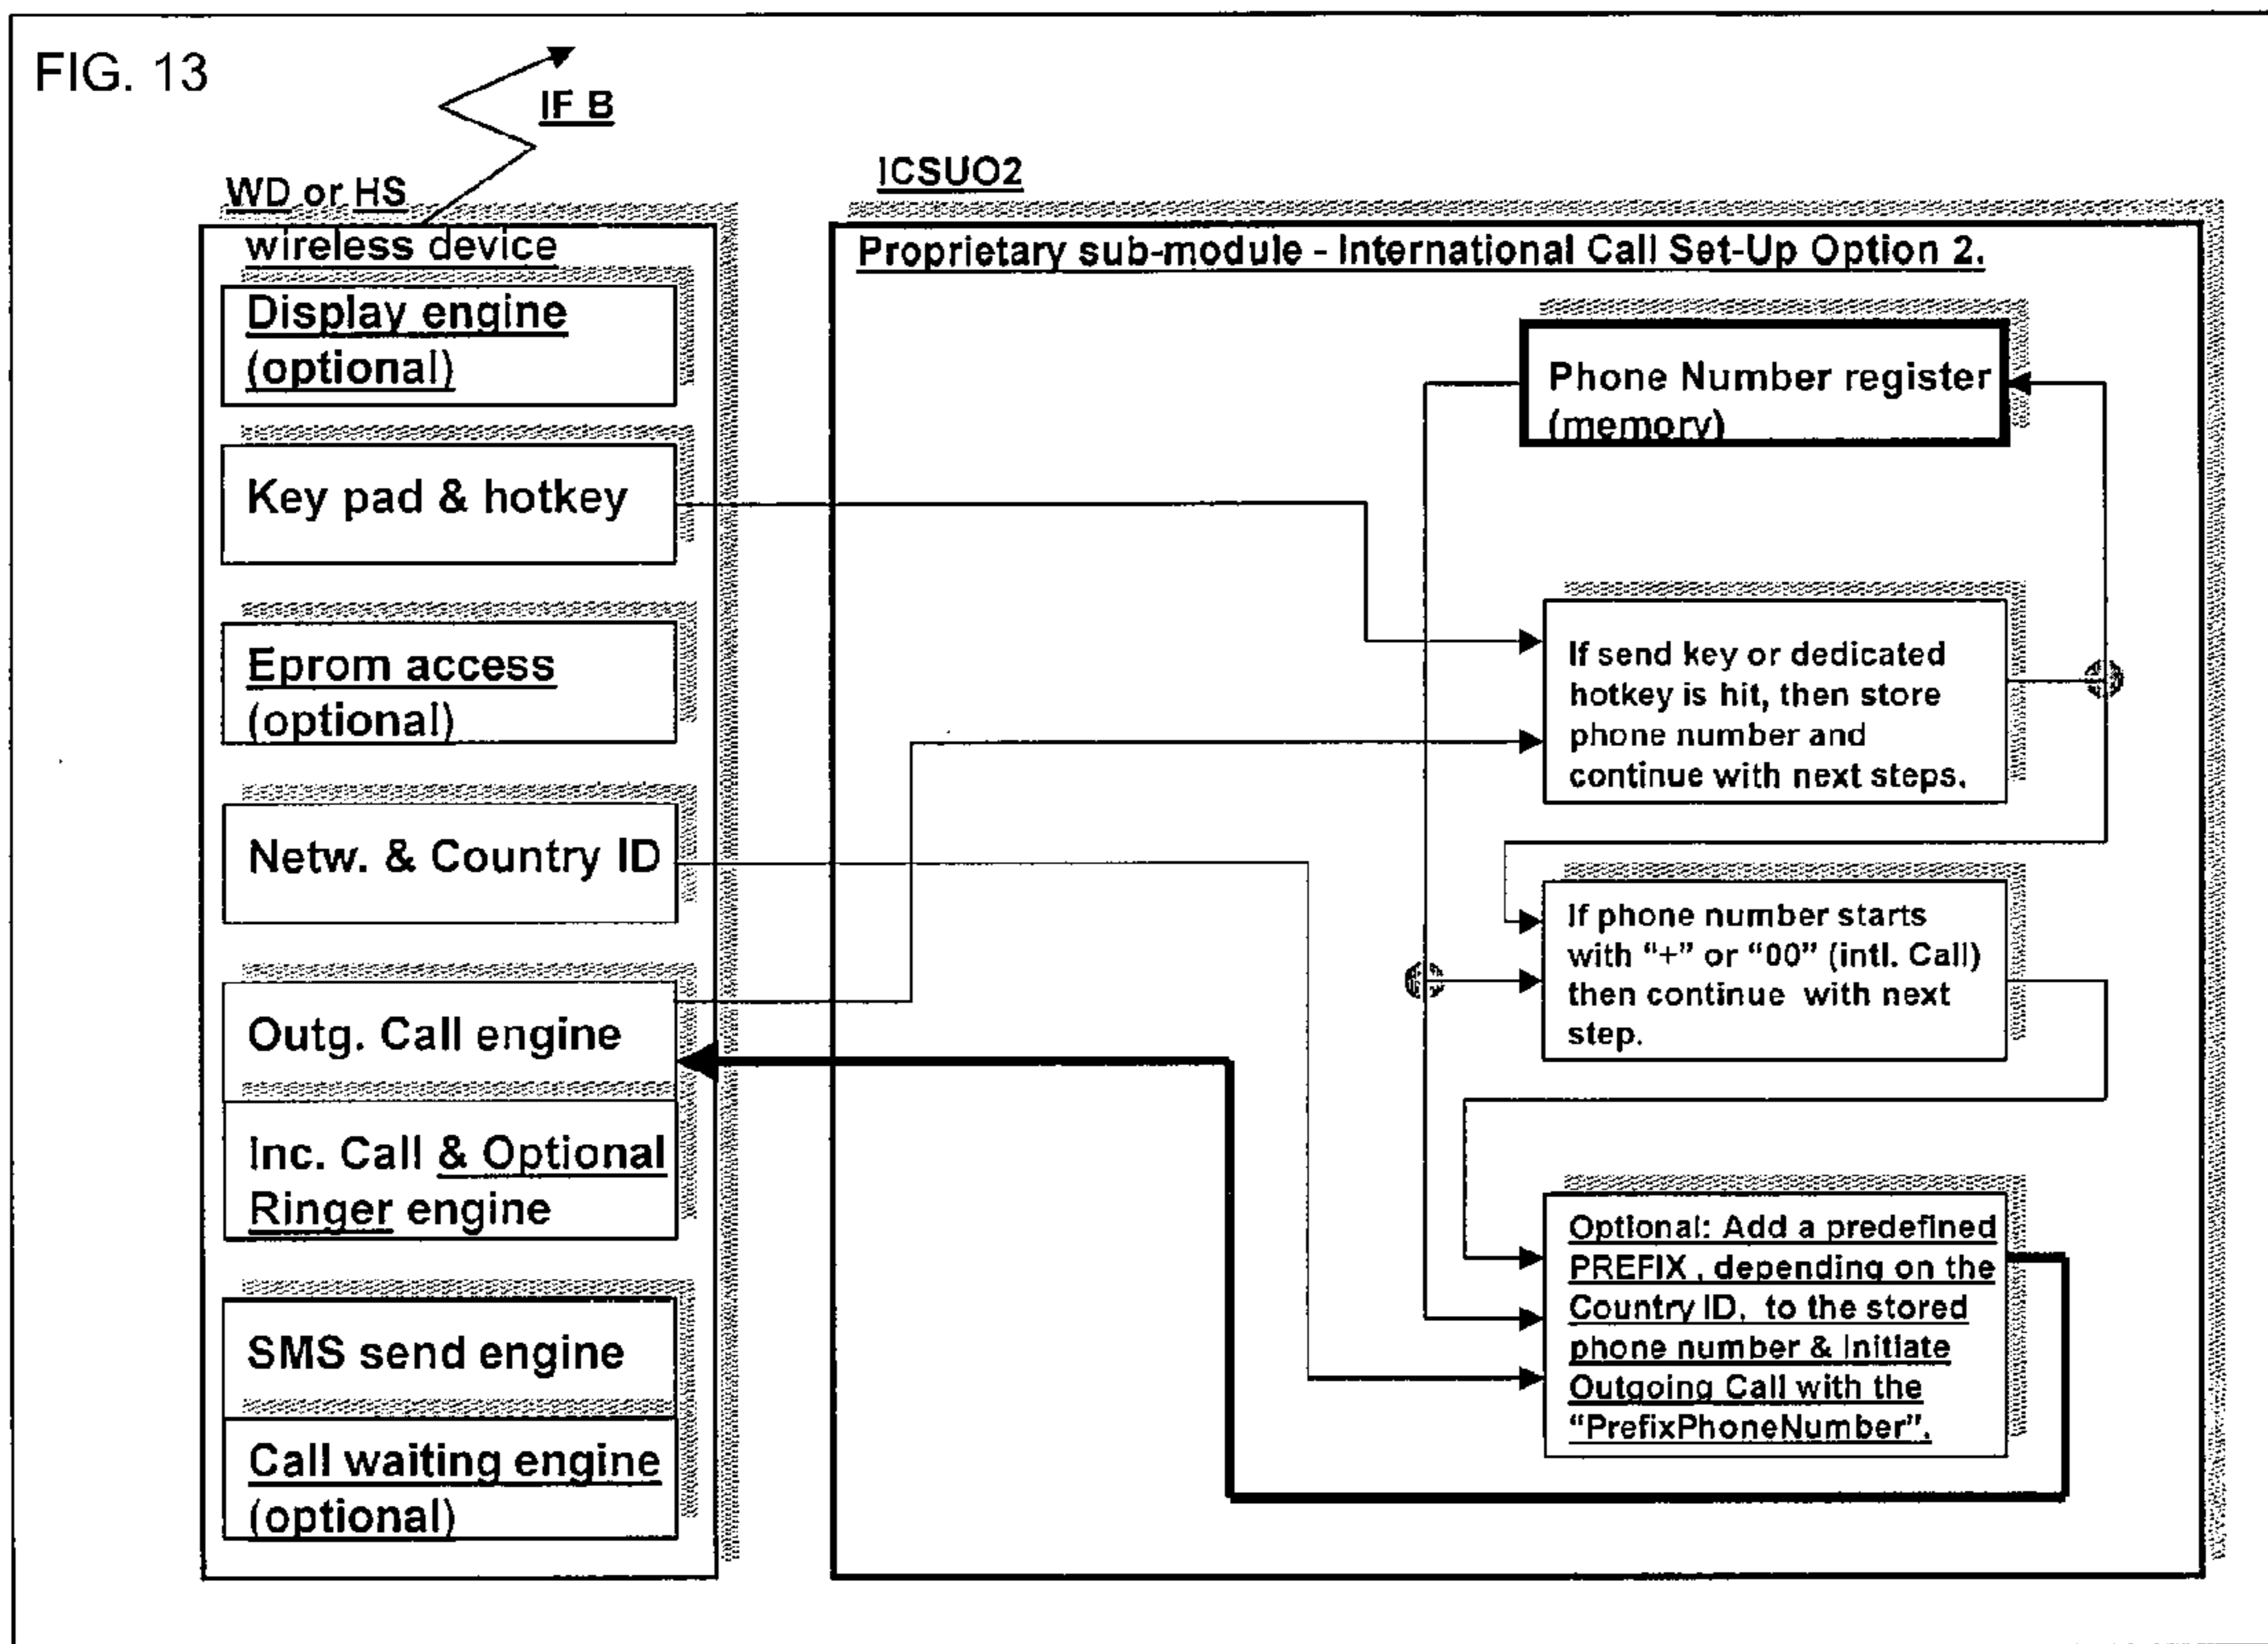 FIG. 13
IF B
WD or HS
wireless device
Display engine
(optional)
Key pad & hotkey
Eprom access
(optional)
Netw. & Country ID
Outg. Call engine
Inc. Call & Optional
Ringer engine
SMS send engine
Call waiting engine
(optional)
ICSUO2
Proprietary sub-module - International Call Set-Up Option 2.
Phone Number register
(memory)
If send key or dedicated
hotkey is hit, then store
phone number and
continue with next steps.
If phone number starts
with “+” or “00” (intl. Call)
then continue with next
step.
Optional: Add a predefined
PREFIX , depending on the
Country ID, to the stored
phone number & Initiate
Outgoing Call with the
“PrefixPhoneNumber”.